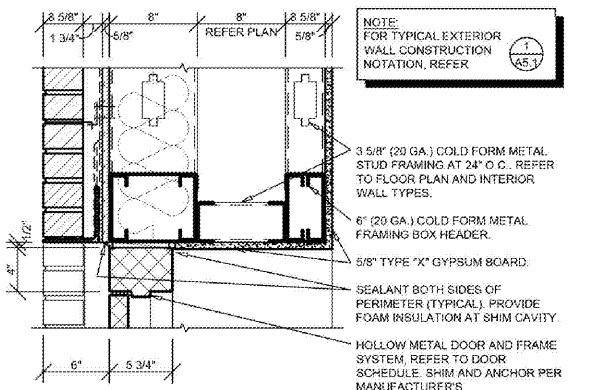 3 5/8" 8" 8" 3 5/8"
1 3/4" 5/8" REFER PLAN 5/8"
NOTE:
FOR TYPICAL EXTERIOR
WALL CONSTRUCTION
NOTATION, REFER
1
A5.1
3 5/8" (20 GA.) COLD FORM METAL
STUD FRAMING AT 24" O.C.. REFER
TO FLOOR PLAN AND INTERIOR
WALL TYPES.
6" (20 GA.) COLD FORM METAL
FRAMING BOX HEADER.
5/8" TYPE "X" GYPSUM BOARD.
SEALANT BOTH SIDES OF
PERIMETER (TYPICAL). PROVIDE
FOAM INSULATION AT SHIM CAVITY.
HOLLOW METAL DOOR AND FRAME
SYSTEM, REFER TO DOOR
SCHEDULE. SHIM AND ANCHOR PER
MANUFACTURER'S
1/2"
4"
6" 5 3/4"